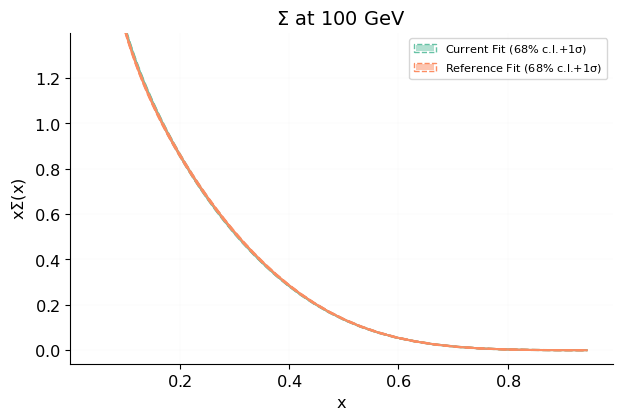 Σ at 100 GeV
Current Fit (68% c.l.+1σ)
Reference Fit (68% c.l.+1σ)
xΣ(x)
1.2
1.0
0.8
0.6
0.4
0.2
0.0
0.2 0.4 0.6 0.8
x